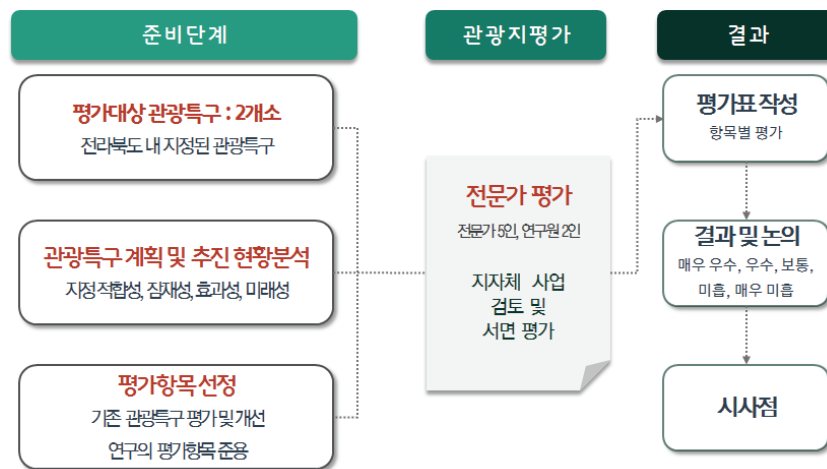 준비단계
평가대상 관광특구 : 2개소
전라북도 내 지정된 관광특구
관광특구 계획 및 추진 현황분석
지정 적합성, 잠재성, 효과성, 미래성
평가항목 선정
기존 관광특구 평가 및 개선
연구의 평가항목 준용
관광지평가
전문가 평가
전문가 5인, 연구원 2인
지자체 사업
검토 및
서면 평가
결과
평가표 작성
항목별 평가
결과 및 논의
매우 우수, 우수, 보통,
미흡, 매우 미흡
시사점